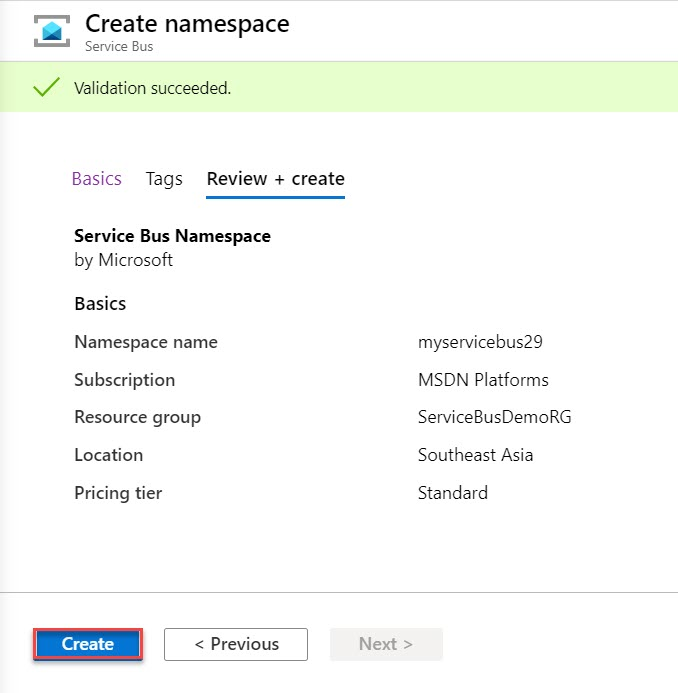 Create namespace
Service Bus
Validation succeeded.
Basics Tags Review + create
Service Bus Namespace
by Microsoft
Basics
Namespace name myservicebus29
Subscription MSDN Platforms
Resource group ServiceBusDemoRG
Location Southeast Asia
Pricing tier Standard
Create < Previous Next >